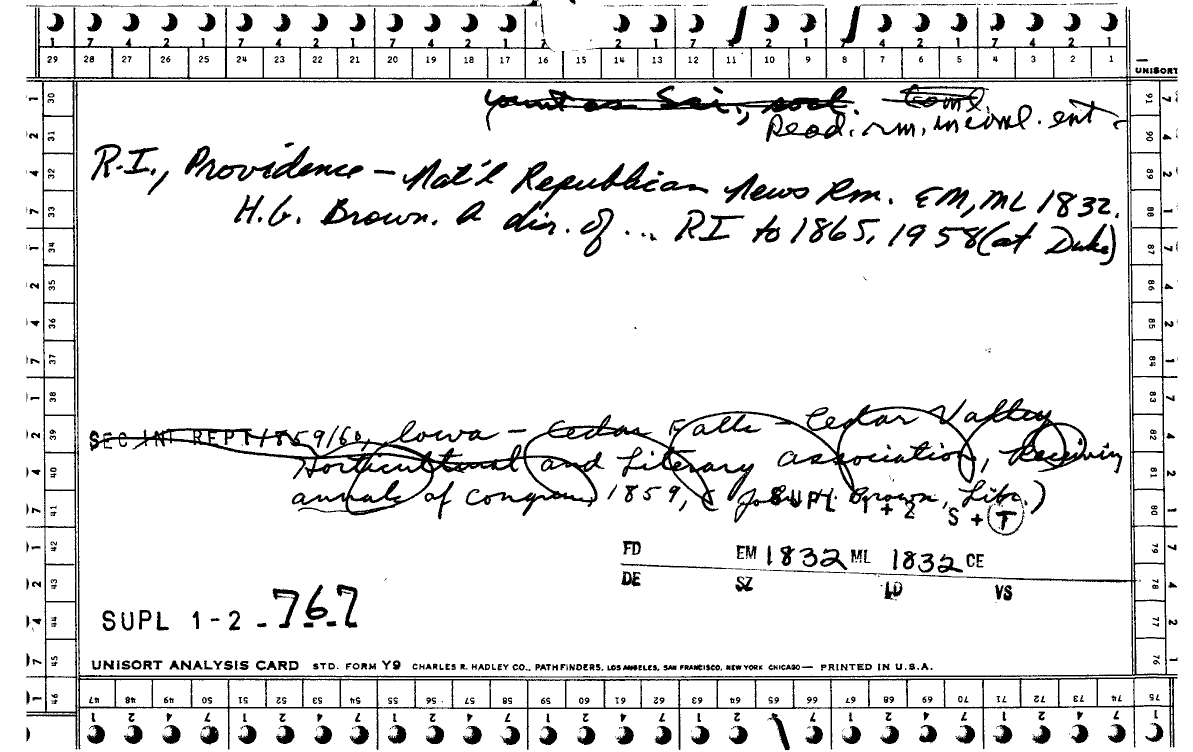 7 4 2 1 7 4 2 1 7 4 2 1 7 2 1 7 4 2 1 7 4 2 1 7 4 2 1
29 28 27 26 25 24 23 22 21 20 19 18 17 16 15 14 13 12 11 10 9 8 7 6 5 4 3 2 1
UNISORT
Read. rm. incoml. ent
R.I., Providence – Nat'l Republican News Rm. EM, ML 1832.
H.G. Brown. A dir. of ... RI to 1865. 1958 (at Duke)
SEC INT REPT 1859/60, Iowa – Cedar Falls – Cedar Valley
Horticultural and Literary Association, Receiving
annals of Congress, 1859, ( Brown, Libr.)
SUPL 1 + 2 S + T
FD EM 1832 ML 1832 CE
DE SZ LD VS
SUPL 1-2 - 767
UNISORT ANALYSIS CARD STD. FORM Y9 CHARLES R. HADLEY CO., PATHFINDERS, LOS ANGELES, SAN FRANCISCO, NEW YORK CHICAGO — PRINTED IN U.S.A.
30 31 32 33 34 35 36 37 38 39 40 41 42 43 44 45 46
91 90 89 88 87 86 85 84 83 82 81 80 79 78 77 76
47 48 49 50 51 52 53 54 55 56 57 58 59 60 61 62 63 64 65 66 67 68 69 70 71 72 73 74 75